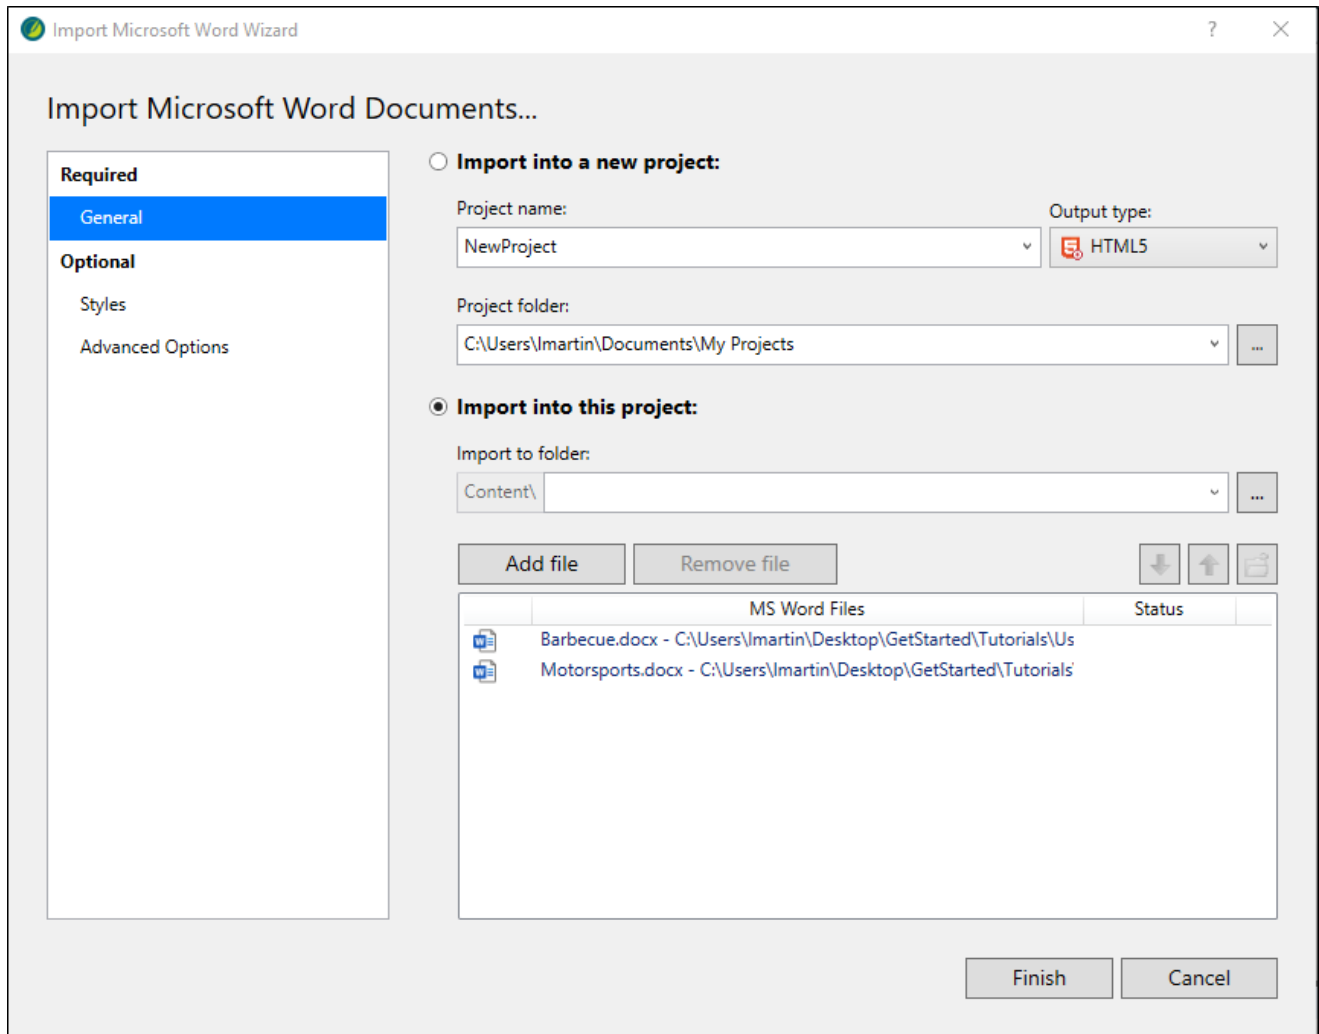 Import Microsoft Word Wizard
?
Import Microsoft Word Documents...
Required
General
Optional
Styles
Advanced Options
Import into a new project:
Project name:
Output type:
NewProject
HTML5
Project folder:
C:\Users\lmartin\Documents\My Projects
...
Import into this project:
Import to folder:
Content\
...
Add file
Remove file
MS Word Files
Status
Barbecue.docx - C:\Users\lmartin\Desktop\GetStarted\Tutorials\Us
Motorsports.docx - C:\Users\lmartin\Desktop\GetStarted\Tutorials
Finish
Cancel